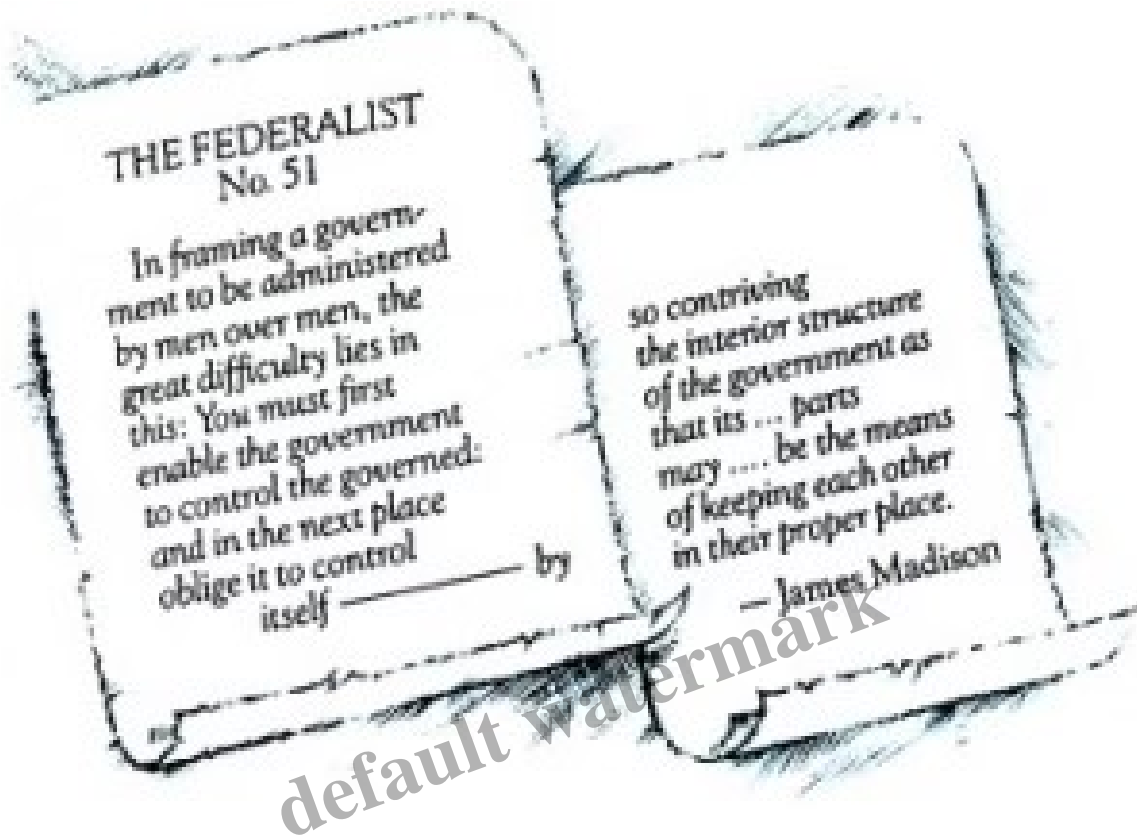 THE FEDERALIST
No. 51
In framing a govern-
ment to be administered
by men over men, the
great difficulty lies in
this: You must first
enable the government
to control the governed:
and in the next place
oblige it to control
itself ——— by
so contriving
the interior structure
of the government as
that its ... parts
may .... be the means
of keeping each other
in their proper place.
— James Madison
default watermark